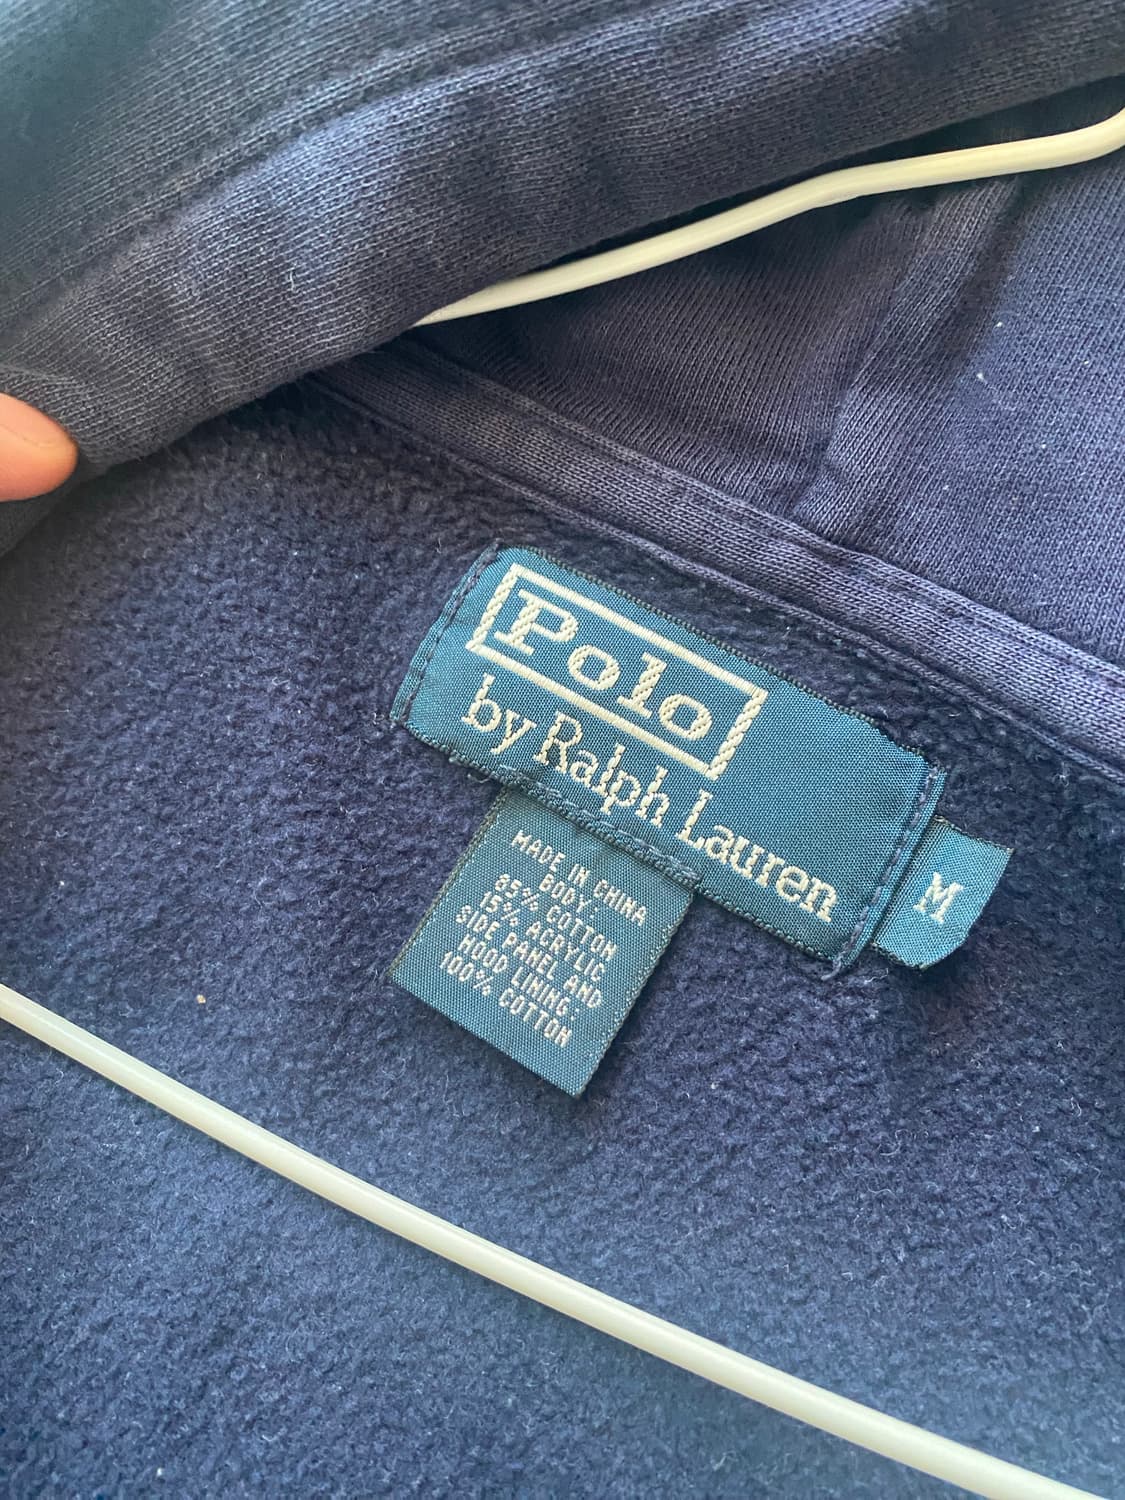 Polo
by Ralph Lauren
M
MADE IN CHINA
BODY:
85% COTTON
15% ACRYLIC
SIDE PANEL AND
HOOD LINING:
100% COTTON